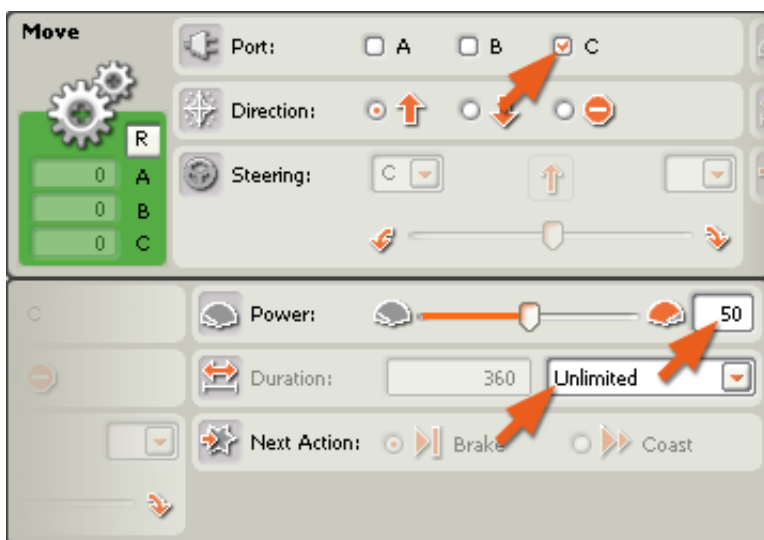 Move
Port: A B C
Direction:
R
0 A
Steering: C
0 B
0 C
C
Power: 50
Duration: 360 Unlimited
Next Action: Brake Coast